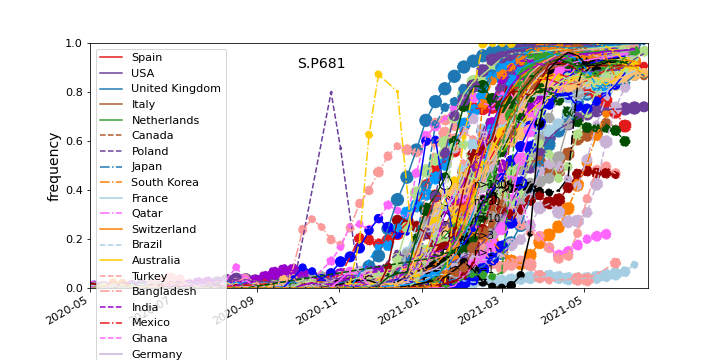 S.P681
frequency
1.0
0.8
0.6
0.4
0.2
0.0
Spain
USA
United Kingdom
Italy
Netherlands
Canada
Poland
Japan
South Korea
France
Qatar
Switzerland
Brazil
Australia
Turkey
Bangladesh
India
Mexico
Ghana
Germany
2020-05
2020-09
2020-11
2021-01
2021-03
2021-05